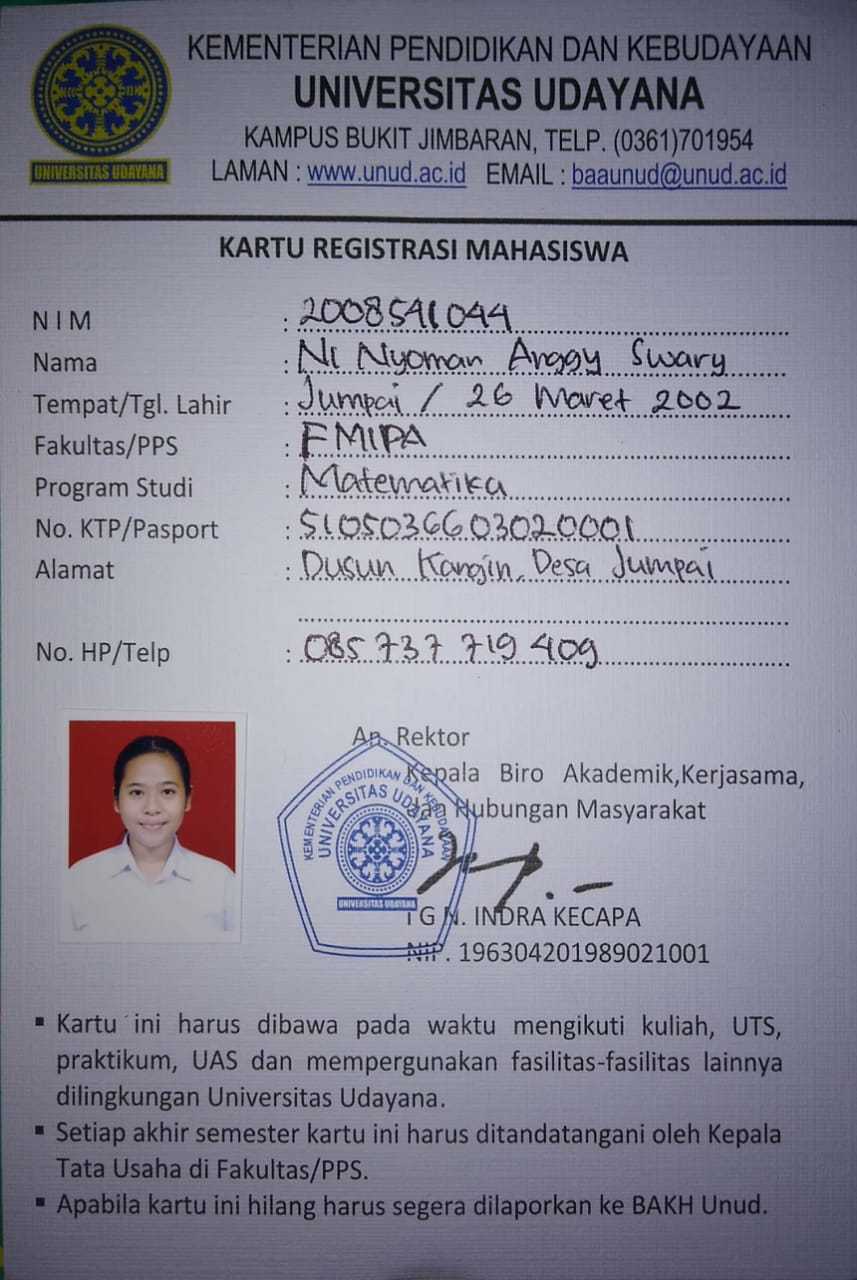 KEMENTERIAN PENDIDIKAN DAN KEBUDAYAAN
UNIVERSITAS UDAYANA
KAMPUS BUKIT JIMBARAN, TELP. (0361)701954
LAMAN : www.unud.ac.id EMAIL : baaunud@unud.ac.id
UNIVERSITAS UDAYANA
KARTU REGISTRASI MAHASISWA
N I M : 2008541044
Nama : Ni Nyoman Anggy Swary
Tempat/Tgl. Lahir : Jumpai / 26 Maret 2002
Fakultas/PPS : FMIPA
Program Studi : Matematika
No. KTP/Pasport : 5105036603020001
Alamat : Dusun Kangin, Desa Jumpai
No. HP/Telp : 085 737 719 409
An. Rektor
Kepala Biro Akademik,Kerjasama,
dan Hubungan Masyarakat
KEMENTERIAN PENDIDIKAN DAN KEBUDAYAAN
UNIVERSITAS UDAYANA
UNIVERSITAS UDAYANA
I G N. INDRA KECAPA
NIP. 196304201989021001
▪ Kartu ini harus dibawa pada waktu mengikuti kuliah, UTS,
praktikum, UAS dan mempergunakan fasilitas-fasilitas lainnya
dilingkungan Universitas Udayana.
▪ Setiap akhir semester kartu ini harus ditandatangani oleh Kepala
Tata Usaha di Fakultas/PPS.
▪ Apabila kartu ini hilang harus segera dilaporkan ke BAKH Unud.